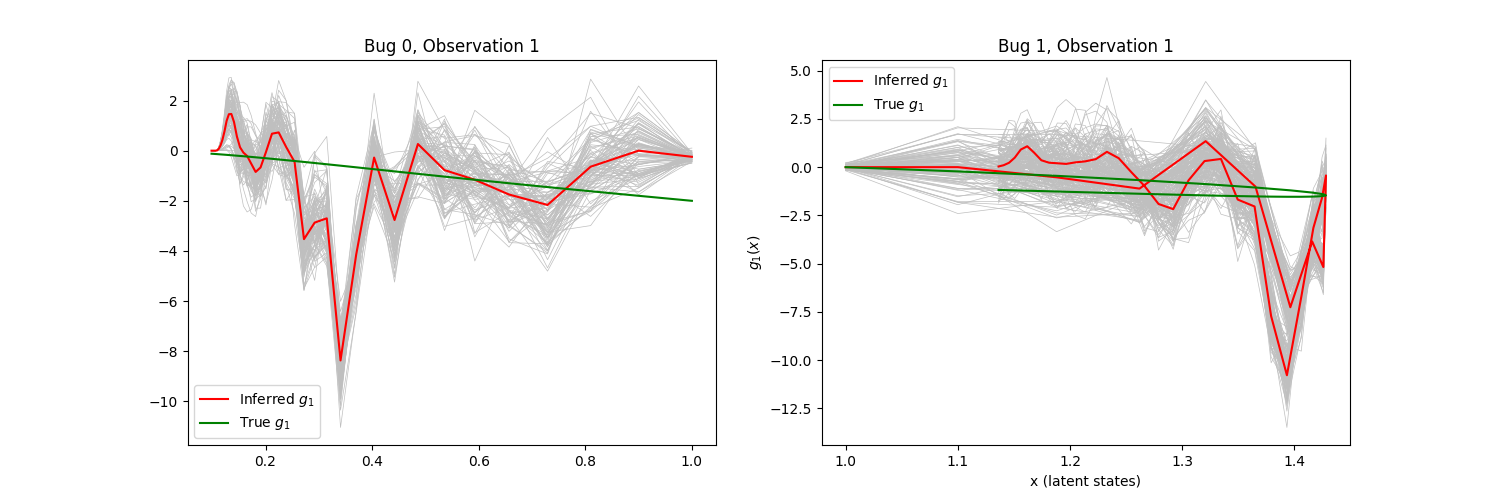 Bug 0, Observation 1
2
0
−2
−4
−6
−8
−10
Inferred g₁
True g₁
0.2 0.4 0.6 0.8 1.0
Bug 1, Observation 1
5.0
2.5
0.0
−2.5
−5.0
−7.5
−10.0
−12.5
g₁(x)
Inferred g₁
True g₁
1.0 1.1 1.2 1.3 1.4
x (latent states)